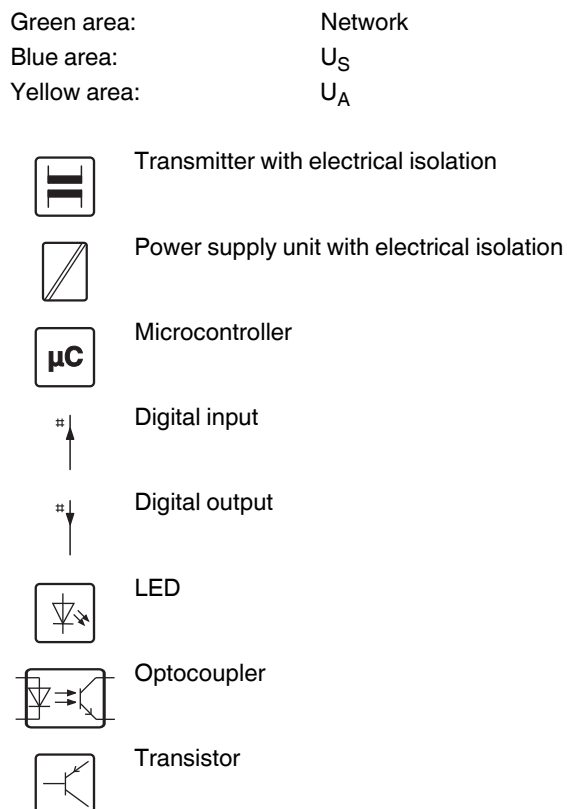 Green area: Network
Blue area: U_S
Yellow area: U_A
Transmitter with electrical isolation
Power supply unit with electrical isolation
µC Microcontroller
# Digital input
# Digital output
LED
Optocoupler
Transistor